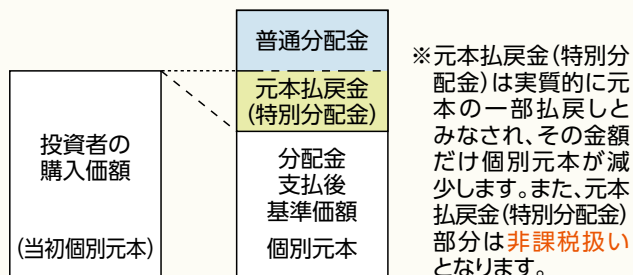 投資者の
購入価額
(当初個別元本)
普通分配金
元本払戻金
(特別分配金)
分配金
支払後
基準価額
個別元本
※元本払戻金(特別分
配金)は実質的に元
本の一部払戻しと
みなされ、その金額
だけ個別元本が減
少します。また、元本
払戻金(特別分配金)
部分は非課税扱い
となります。